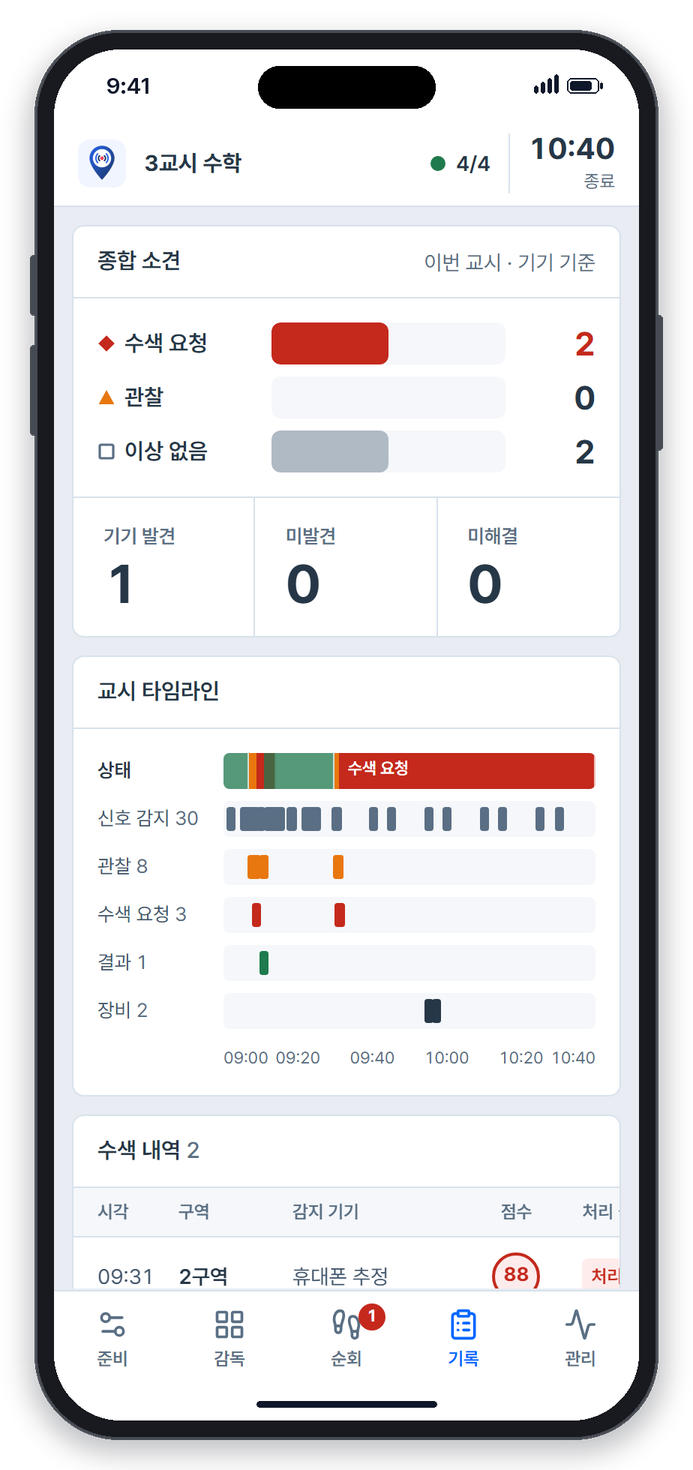 9:41
3교시 수학
4/4
10:40
종료
종합 소견
이번 교시 · 기기 기준
수색 요청
2
관찰
0
이상 없음
2
기기 발견
미발견
미해결
1
0
0
교시 타임라인
상태
수색 요청
신호 감지 30
관찰 8
수색 요청 3
결과 1
장비 2
09:00 09:20 09:40 10:00 10:20 10:40
수색 내역 2
시각 구역 감지 기기 점수 처리
09:31 2구역 휴대폰 추정 88 처리
1
준비 감독 순회 기록 관리